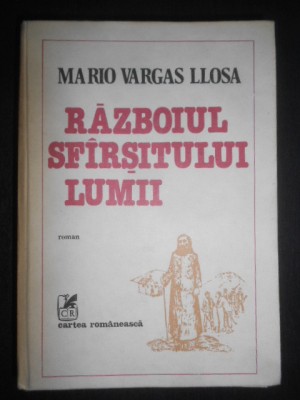 MARIO VARGAS LLOSA
RĂZBOIUL
SFÎRȘITULUI
LUMII
roman
CR
cartea românească